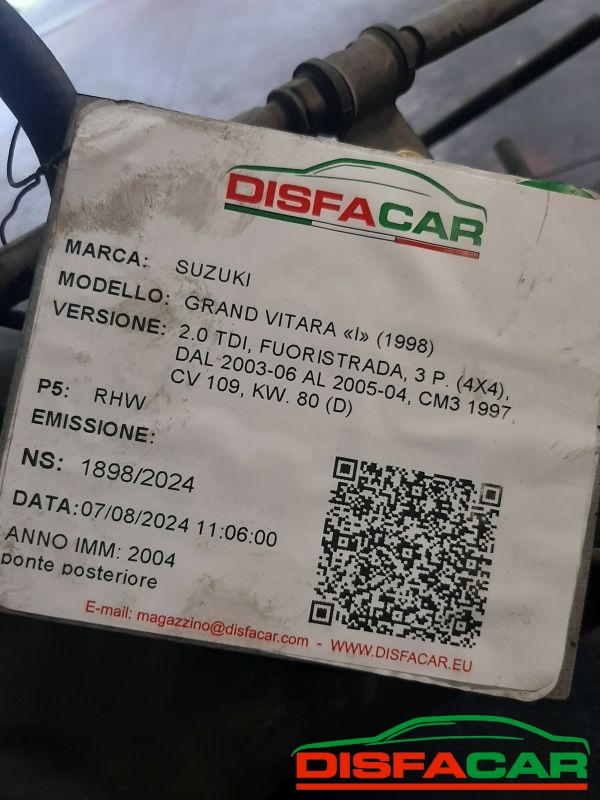 DISFACAR
MARCA: SUZUKI
MODELLO: GRAND VITARA «I» (1998)
VERSIONE: 2.0 TDI, FUORISTRADA, 3 P. (4X4),
DAL 2003-06 AL 2005-04, CM3 1997,
CV 109, KW. 80 (D)
P5: RHW
EMISSIONE:
NS: 1898/2024
DATA:07/08/2024 11:06:00
ANNO IMM: 2004
ponte posteriore
E-mail: magazzino@disfacar.com - WWW.DISFACAR.EU
DISFACAR